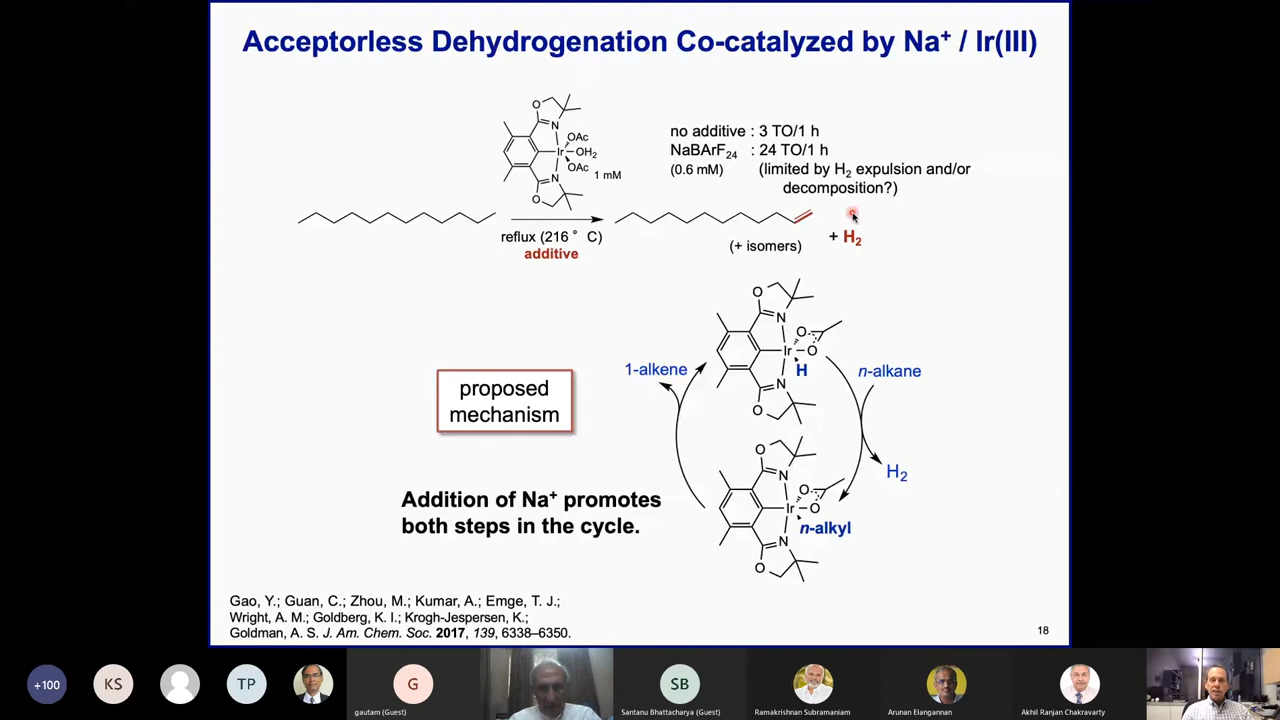 Acceptorless Dehydrogenation Co-catalyzed by Na⁺ / Ir(III)
O
N
OAc
Ir
OH₂
OAc
1 mM
N
O
no additive : 3 TO/1 h
NaBArF₂₄ : 24 TO/1 h
(0.6 mM) (limited by H₂ expulsion and/or
decomposition?)
reflux (216 ° C)
additive
(+ isomers)
+ H₂
O
N
O
Ir
O
H
N
O
1-alkene
n-alkane
proposed
mechanism
H₂
O
N
O
Ir
O
n-alkyl
N
O
Addition of Na⁺ promotes
both steps in the cycle.
Gao, Y.; Guan, C.; Zhou, M.; Kumar, A.; Emge, T. J.;
Wright, A. M.; Goldberg, K. I.; Krogh-Jespersen, K.;
Goldman, A. S. J. Am. Chem. Soc. 2017, 139, 6338–6350.
18
+100
KS
TP
G
SB
gautam (Guest)
Santanu Bhattacharya (Guest)
Ramakrishnan Subramaniam
Arunan Elangannan
Akhil Ranjan Chakravarty